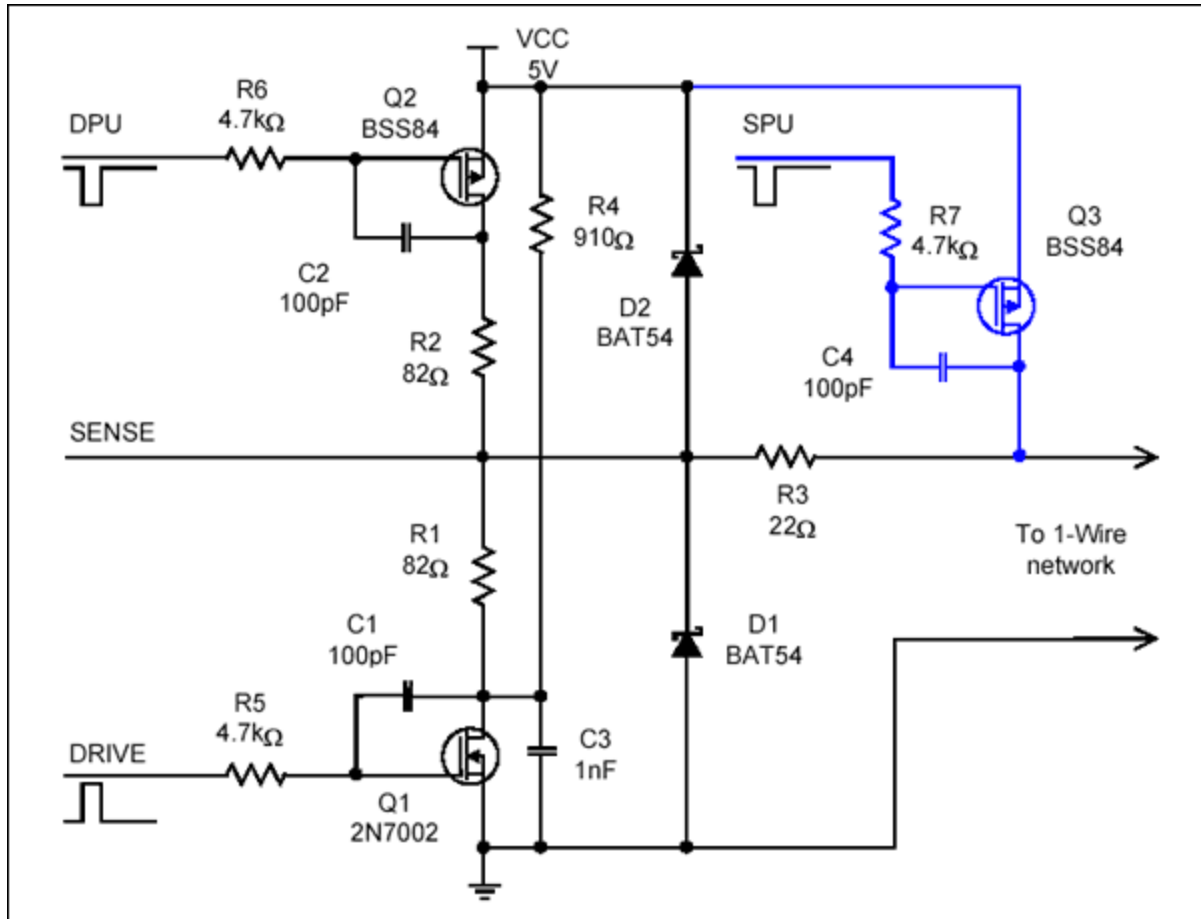 VCC
5V
R6
4.7kΩ
Q2
BSS84
DPU
SPU
R4
910Ω
R7
4.7kΩ
Q3
BSS84
C2
100pF
D2
BAT54
R2
82Ω
C4
100pF
SENSE
R3
22Ω
R1
82Ω
To 1-Wire
network
C1
100pF
D1
BAT54
R5
4.7kΩ
C3
1nF
DRIVE
Q1
2N7002